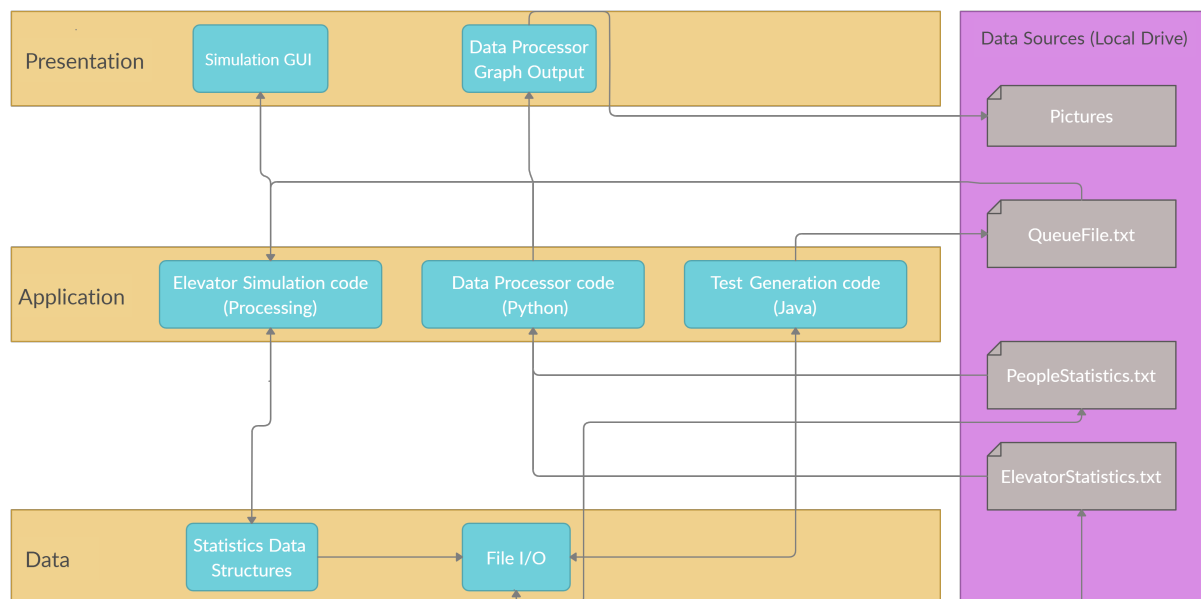 Presentation
Simulation GUI
Data Processor
Graph Output
Data Sources (Local Drive)
Pictures
QueueFile.txt
Application
Elevator Simulation code
(Processing)
Data Processor code
(Python)
Test Generation code
(Java)
PeopleStatistics.txt
ElevatorStatistics.txt
Data
Statistics Data
Structures
File I/O